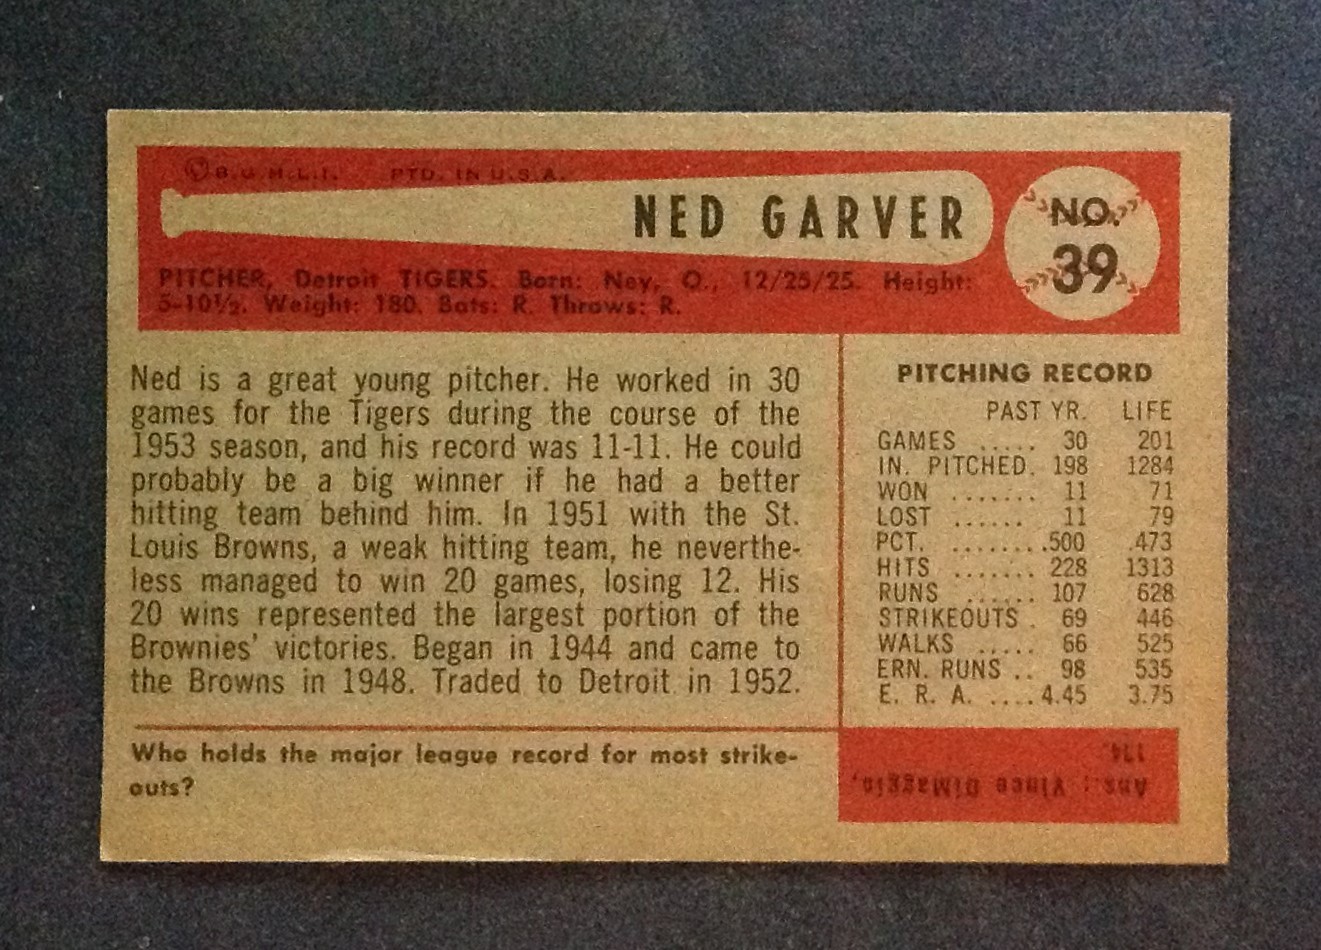 © B.G.H.L.I. PTD. IN U.S.A.
NED GARVER
NO.
39
PITCHER, Detroit TIGERS. Born: Ney, O., 12/25/25. Height:
5-10½. Weight: 180. Bats: R. Throws: R.
Ned is a great young pitcher. He worked in 30
games for the Tigers during the course of the
1953 season, and his record was 11-11. He could
probably be a big winner if he had a better
hitting team behind him. In 1951 with the St.
Louis Browns, a weak hitting team, he neverthe-
less managed to win 20 games, losing 12. His
20 wins represented the largest portion of the
Brownies' victories. Began in 1944 and came to
the Browns in 1948. Traded to Detroit in 1952.
PITCHING RECORD
PAST YR. LIFE
GAMES ..... 30 201
IN. PITCHED. 198 1284
WON ....... 11 71
LOST ...... 11 79
PCT. .........500 .473
HITS ....... 228 1313
RUNS ...... 107 628
STRIKEOUTS . 69 446
WALKS ..... 66 525
ERN. RUNS .. 98 535
E. R. A. ....4.45 3.75
Who holds the major league record for most strike-
outs?
Ans.: Vince DiMaggio,
134.